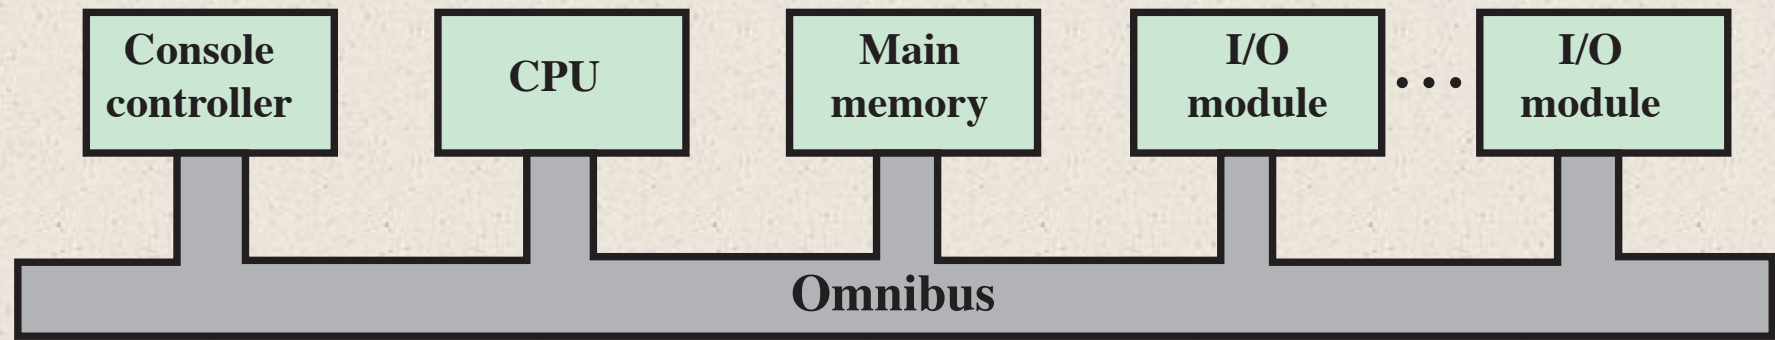 Console
controller
CPU
Main
memory
I/O
module
...
I/O
module
Omnibus